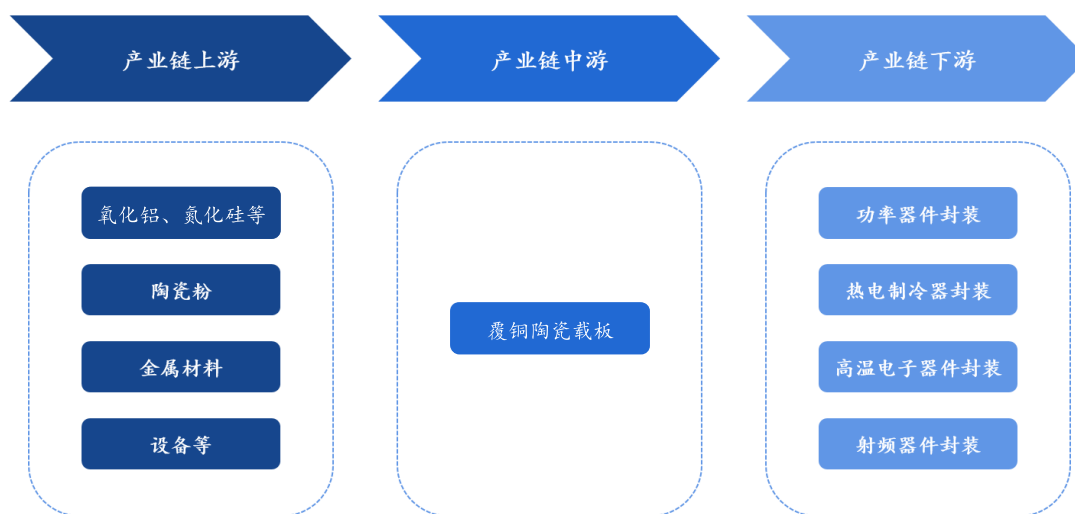 产业链上游
产业链中游
产业链下游
氧化铝、氮化硅等
陶瓷粉
金属材料
设备等
覆铜陶瓷载板
功率器件封装
热电制冷器封装
高温电子器件封装
射频器件封装